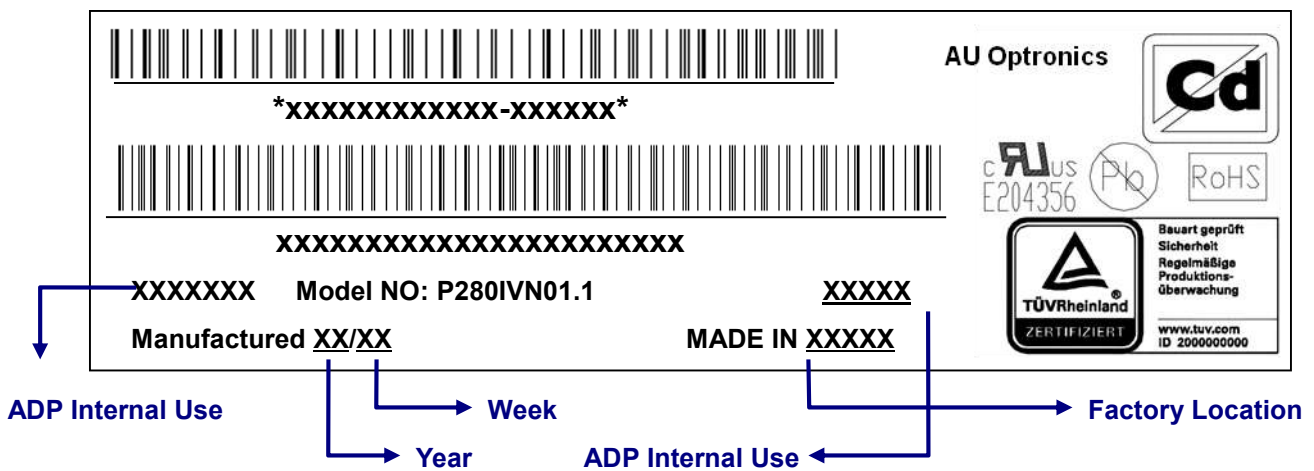 AU Optronics
Cd
*xxxxxxxxxxxx-xxxxxx*
c RU US
E204356
Pb
RoHS
xxxxxxxxxxxxxxxxxxxxxxx
Bauart geprüft
Sicherheit
Regelmäßige
Produktions-
überwachung
TÜVRheinland
®
ZERTIFIZIERT
www.tuv.com
ID 2000000000
XXXXXXX Model NO: P280IVN01.1 XXXXX
Manufactured XX/XX MADE IN XXXXX
ADP Internal Use
Week
Factory Location
Year
ADP Internal Use